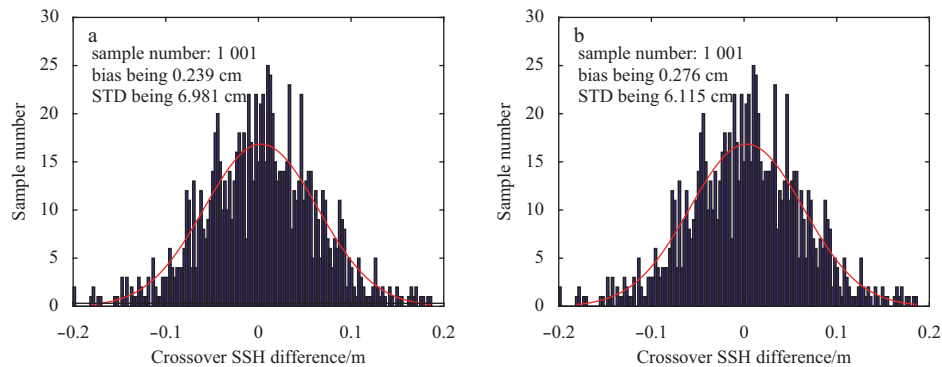 a
sample number: 1 001
bias being 0.239 cm
STD being 6.981 cm
30
25
20
15
10
5
0
Sample number
−0.2 −0.1 0 0.1 0.2
Crossover SSH difference/m
b
sample number: 1 001
bias being 0.276 cm
STD being 6.115 cm
30
25
20
15
10
5
0
Sample number
−0.2 −0.1 0 0.1 0.2
Crossover SSH difference/m